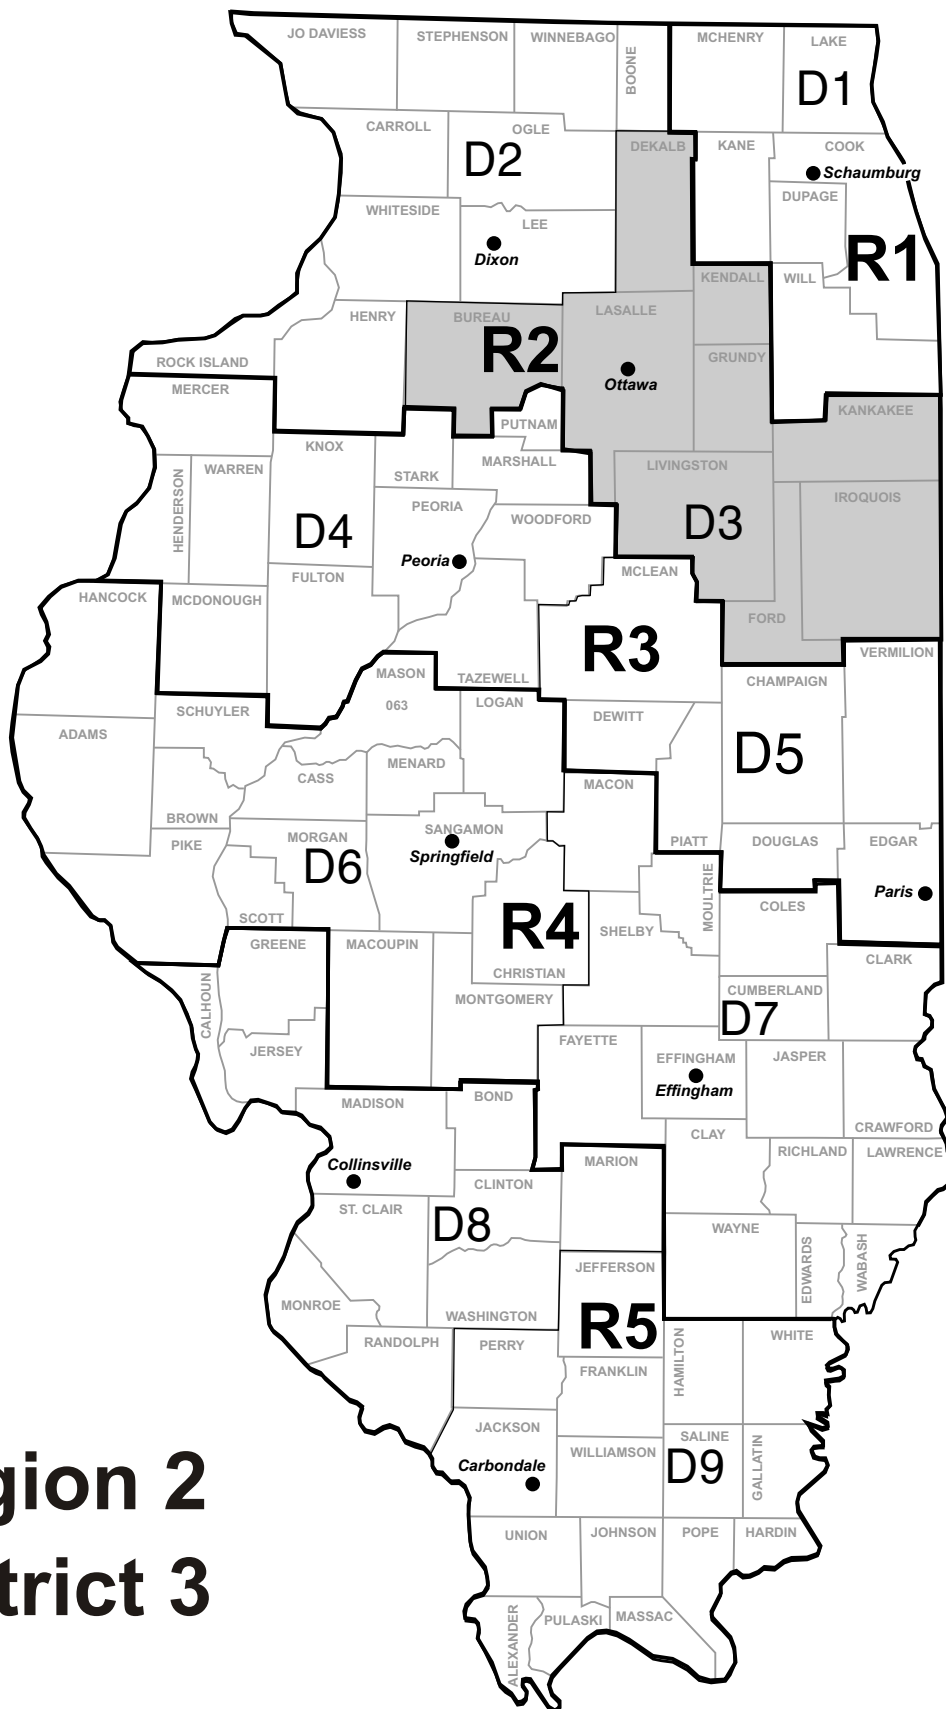 JO DAVIESS
STEPHENSON
WINNEBAGO
BOONE
MCHENRY
LAKE
D1
CARROLL
OGLE
D2
DEKALB
KANE
COOK
Schaumburg
DUPAGE
WHITESIDE
LEE
Dixon
R1
KENDALL
WILL
HENRY
BUREAU
R2
LASALLE
GRUNDY
Ottawa
ROCK ISLAND
MERCER
KANKAKEE
PUTNAM
KNOX
STARK
MARSHALL
LIVINGSTON
HENDERSON
WARREN
PEORIA
WOODFORD
D3
IROQUOIS
D4
Peoria
FULTON
MCLEAN
HANCOCK
MCDONOUGH
FORD
R3
VERMILION
MASON
063
TAZEWELL
LOGAN
CHAMPAIGN
SCHUYLER
ADAMS
DEWITT
D5
CASS
MENARD
MACON
BROWN
PIKE
MORGAN
SANGAMON
Springfield
PIATT
DOUGLAS
EDGAR
D6
MOULTRIE
Paris
SCOTT
R4
COLES
GREENE
MACOUPIN
SHELBY
CLARK
CHRISTIAN
CALHOUN
MONTGOMERY
CUMBERLAND
D7
JERSEY
FAYETTE
EFFINGHAM
JASPER
Effingham
MADISON
BOND
CLAY
CRAWFORD
Collinsville
MARION
RICHLAND
LAWRENCE
CLINTON
ST. CLAIR
D8
WAYNE
EDWARDS
WABASH
JEFFERSON
MONROE
WASHINGTON
R5
RANDOLPH
PERRY
HAMILTON
WHITE
FRANKLIN
JACKSON
SALINE
WILLIAMSON
D9
GALLATIN
Carbondale
gion 2
UNION
JOHNSON
POPE
HARDIN
trict 3
ALEXANDER
PULASKI
MASSAC